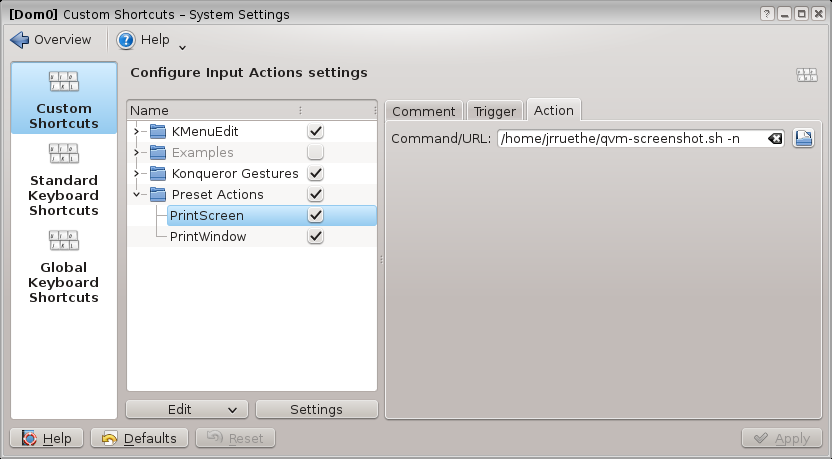 [Dom0] Custom Shortcuts – System Settings
Overview
Help
Configure Input Actions settings
Custom
Shortcuts
Standard
Keyboard
Shortcuts
Global
Keyboard
Shortcuts
Name
KMenuEdit
Examples
Konqueror Gestures
Preset Actions
PrintScreen
PrintWindow
Edit
Settings
Comment
Trigger
Action
Command/URL: /home/jrruethe/qvm-screenshot.sh -n
Help
Defaults
Reset
Apply